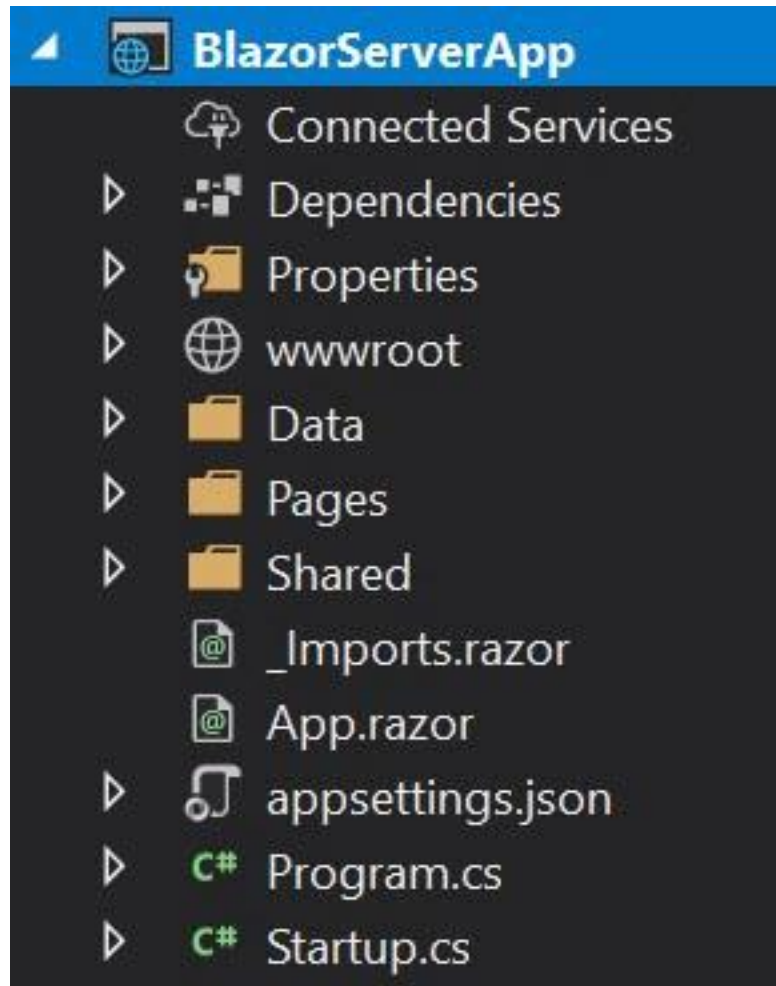 BlazorServerApp
Connected Services
Dependencies
Properties
wwwroot
Data
Pages
Shared
_Imports.razor
App.razor
appsettings.json
C# Program.cs
C# Startup.cs